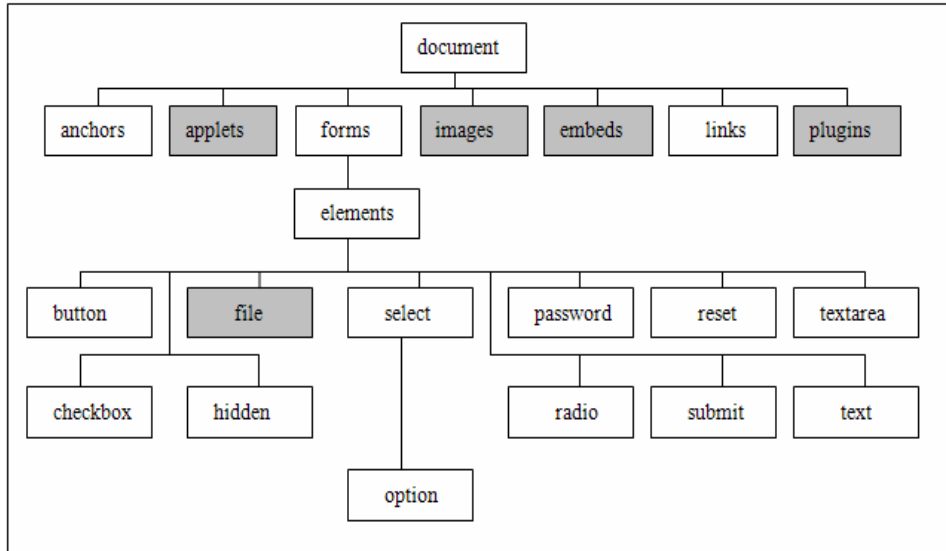 document
anchors
applets
forms
images
embeds
links
plugins
elements
button
file
select
password
reset
textarea
checkbox
hidden
radio
submit
text
option